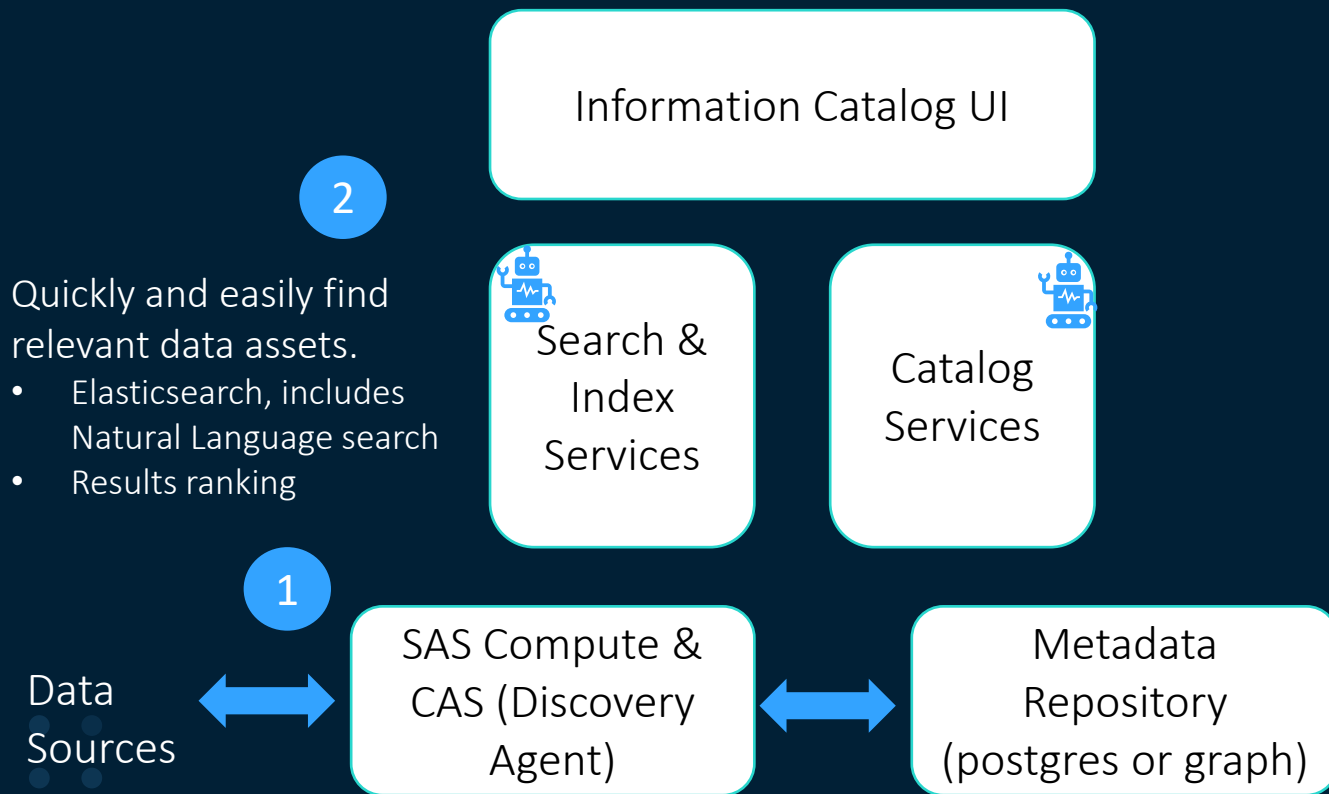 Information Catalog UI
2
Quickly and easily find
relevant data assets.
• Elasticsearch, includes
Natural Language search
• Results ranking
Search &
Index
Services
Catalog
Services
1
Data
Sources
SAS Compute &
CAS (Discovery
Agent)
Metadata
Repository
(postgres or graph)